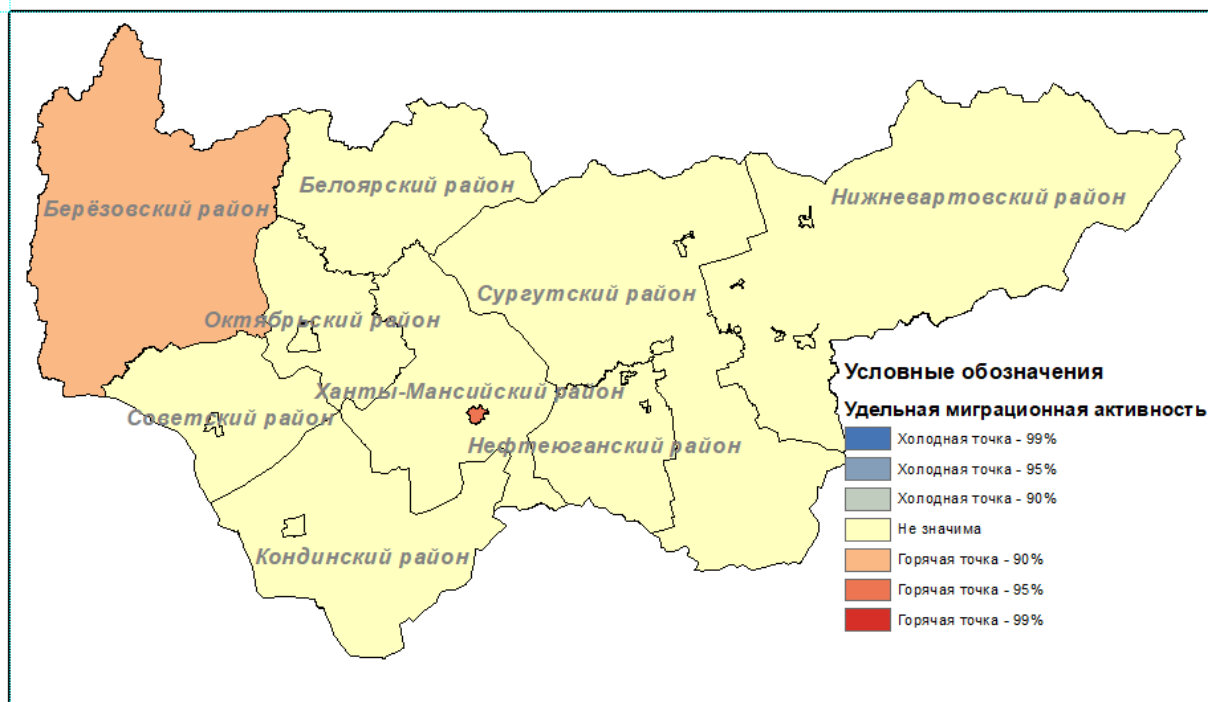 Белоярский район
Нижневартовский район
Берёзовский район
Сургутский район
Октябрьский район
Ханты-Мансийский район
Советский район
Нефтеюганский район
Кондинский район
Условные обозначения
Удельная миграционная активность
Холодная точка - 99%
Холодная точка - 95%
Холодная точка - 90%
Не значима
Горячая точка - 90%
Горячая точка - 95%
Горячая точка - 99%